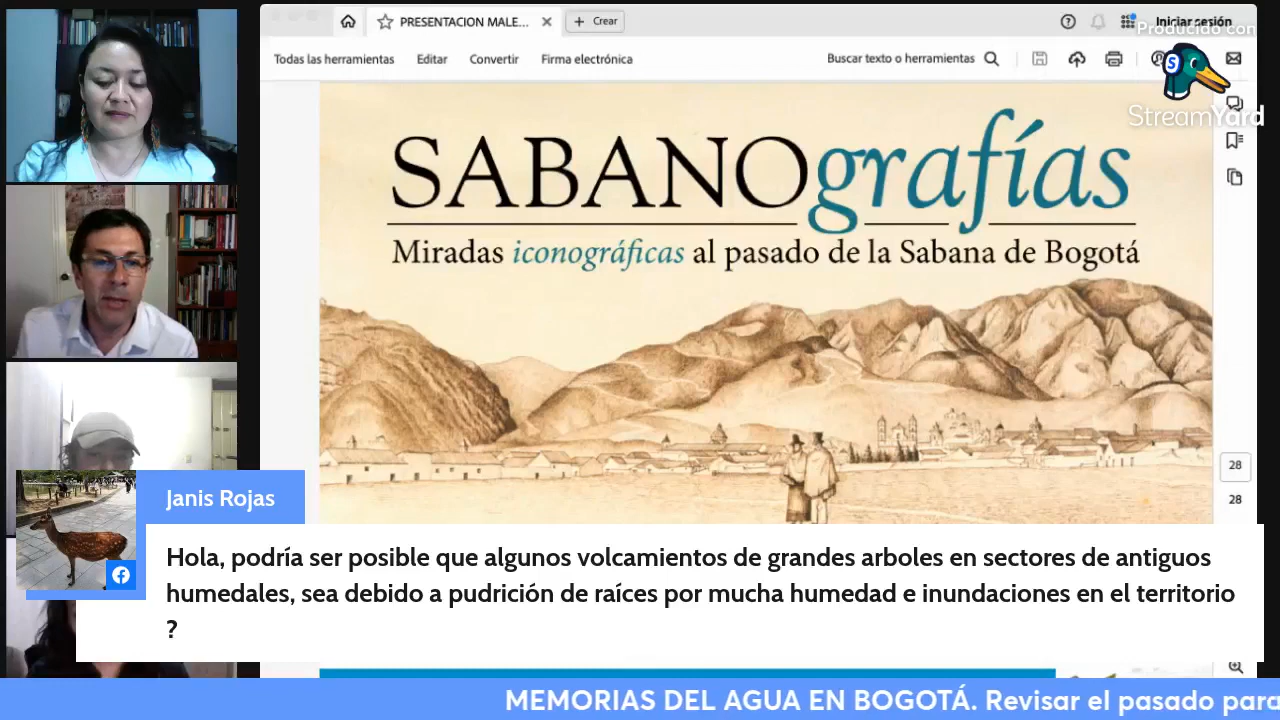 PRESENTACION MALE...
Crear
Iniciar sesión
Producido con
Todas las herramientas
Editar
Convertir
Firma electrónica
Buscar texto o herramientas
StreamYard
SABANOgrafías
Miradas iconográficas al pasado de la Sabana de Bogotá
28
28
Janis Rojas
Hola, podría ser posible que algunos volcamientos de grandes arboles en sectores de antiguos
humedales, sea debido a pudrición de raíces por mucha humedad e inundaciones en el territorio
?
MEMORIAS DEL AGUA EN BOGOTÁ. Revisar el pasado para